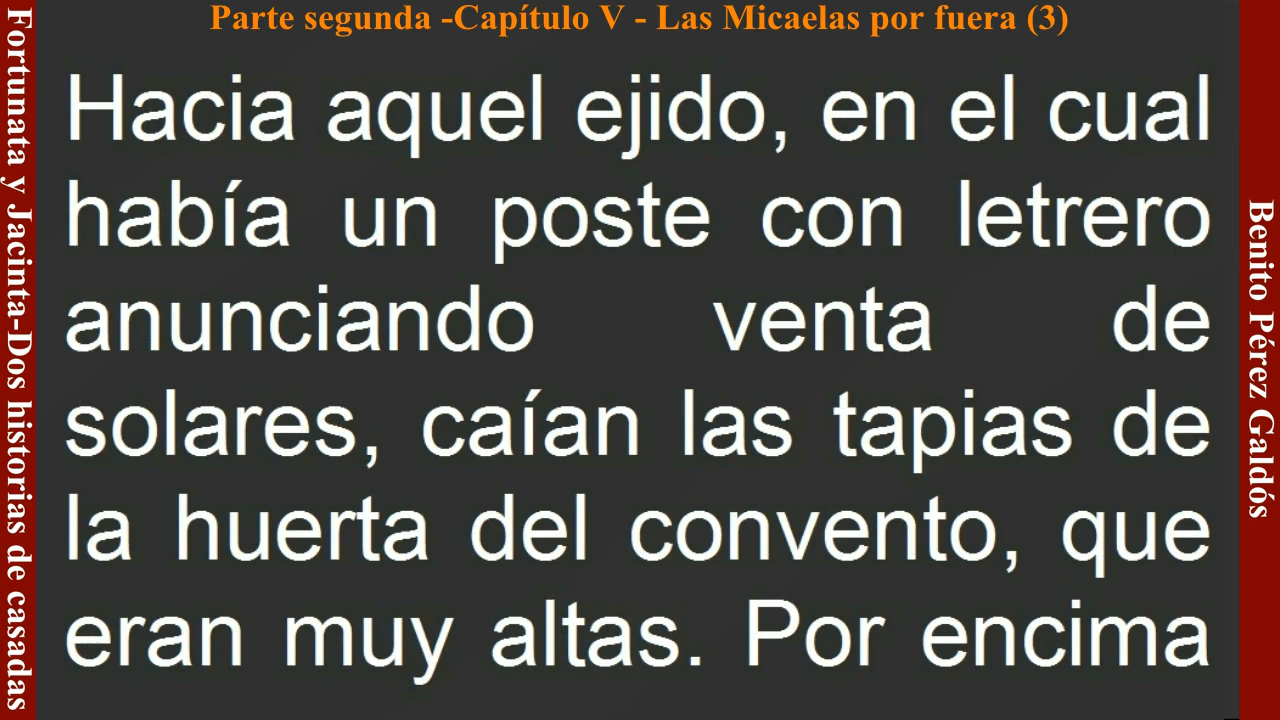 Parte segunda -Capítulo V - Las Micaelas por fuera (3)
Fortunata y Jacinta-Dos historias de casadas
Hacia aquel ejido, en el cual
había un poste con letrero
anunciando venta de
solares, caían las tapias de
la huerta del convento, que
eran muy altas. Por encima
Benito Pérez Galdós